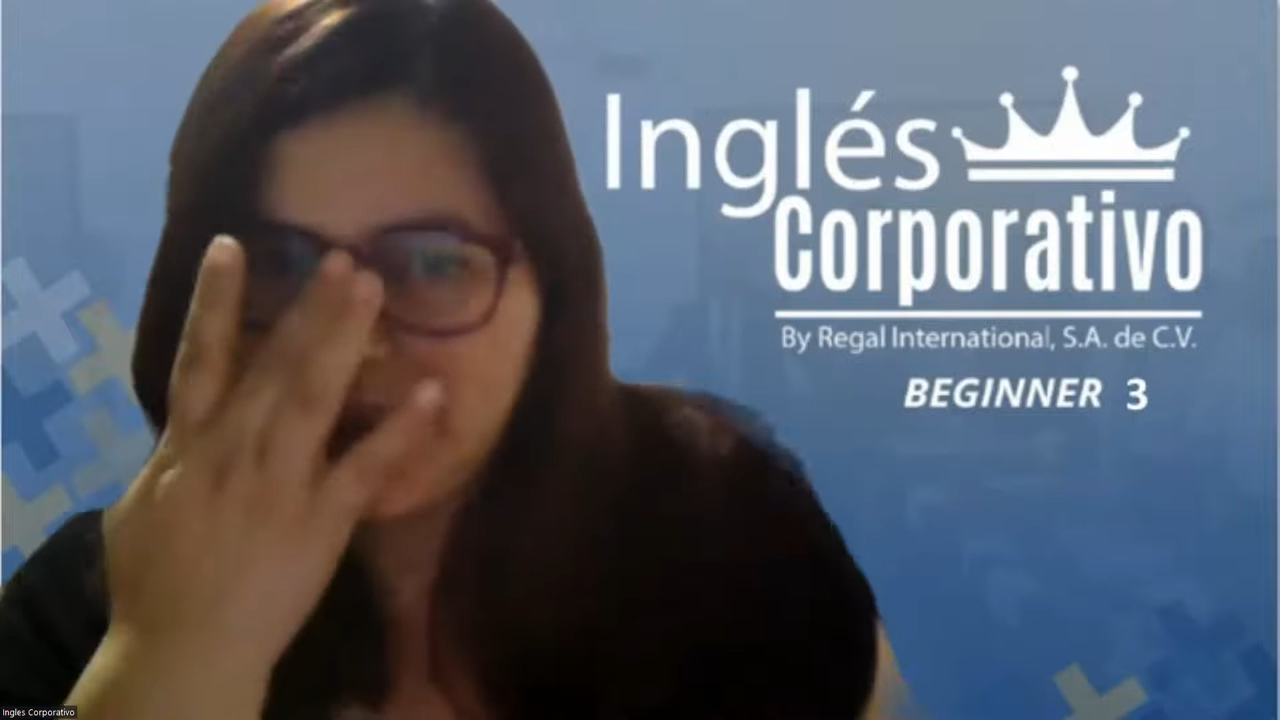 Inglés
Corporativo
By Regal International, S.A. de C.V.
BEGINNER 3
Ingles Corporativo